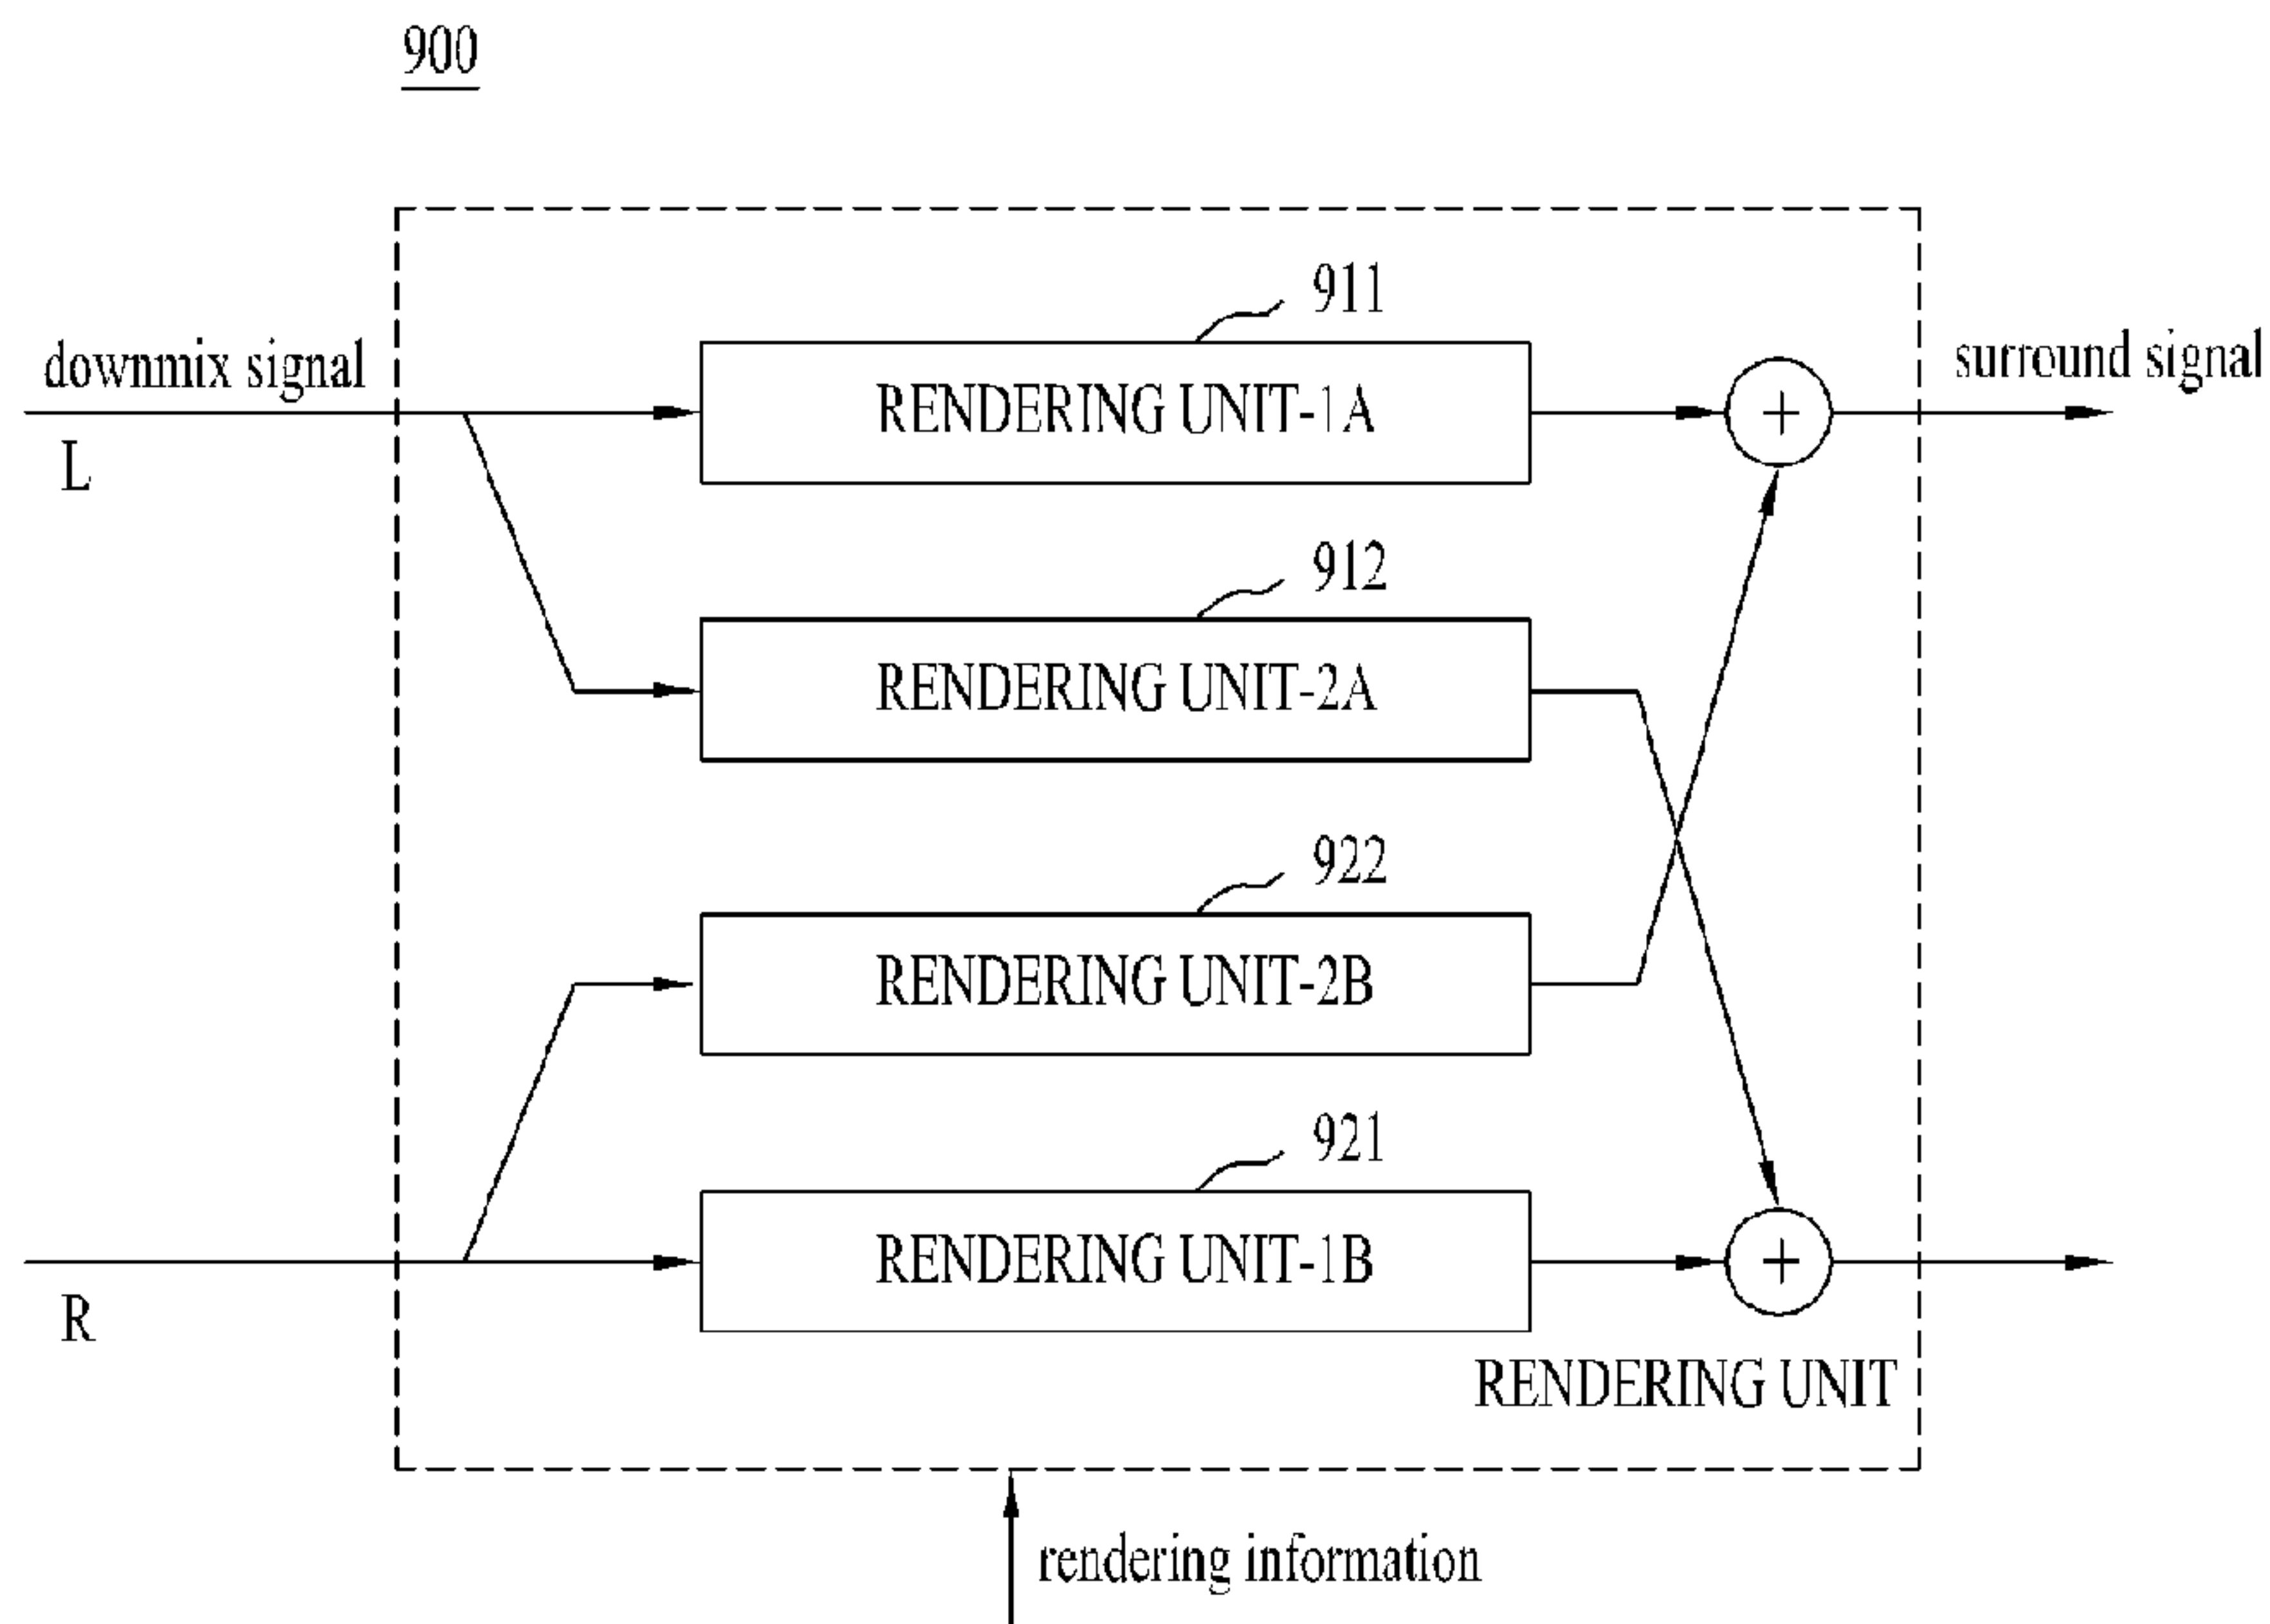 900
911
downmix signal
surround signal
RENDERING UNIT-1A
+
L
912
RENDERING UNIT-2A
922
RENDERING UNIT-2B
921
RENDERING UNIT-1B
+
R
RENDERING UNIT
rendering information